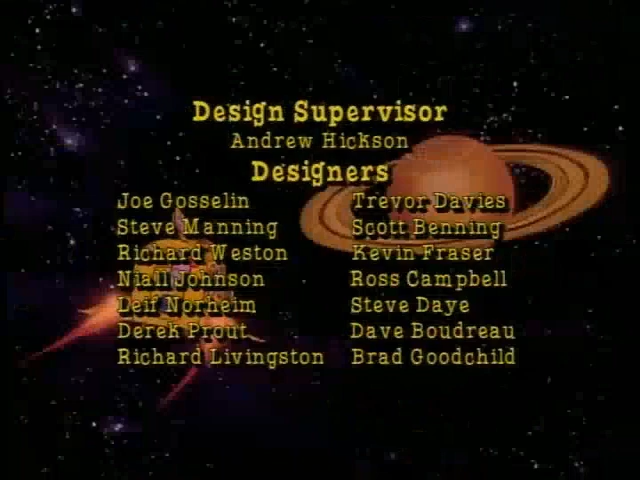 Design Supervisor
Andrew Hickson
Designers
Joe Gosselin Trevor Davies
Steve Manning Scott Benning
Richard Weston Kevin Fraser
Niall Johnson Ross Campbell
Leif Norheim Steve Daye
Derek Prout Dave Boudreau
Richard Livingston Brad Goodchild